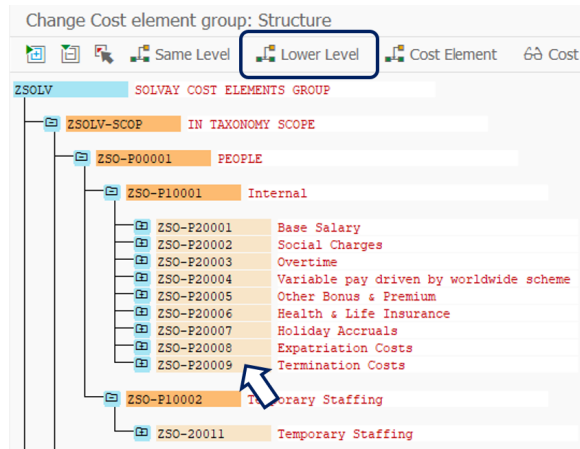 Change Cost element group: Structure
Same Level Lower Level Cost Element Cost
ZSOLV SOLVAY COST ELEMENTS GROUP
ZSOLV-SCOP IN TAXONOMY SCOPE
ZSO-P00001 PEOPLE
ZSO-P10001 Internal
ZSO-P20001 Base Salary
ZSO-P20002 Social Charges
ZSO-P20003 Overtime
ZSO-P20004 Variable pay driven by worldwide scheme
ZSO-P20005 Other Bonus & Premium
ZSO-P20006 Health & Life Insurance
ZSO-P20007 Holiday Accruals
ZSO-P20008 Expatriation Costs
ZSO-P20009 Termination Costs
ZSO-P10002 Temporary Staffing
ZSO-20011 Temporary Staffing